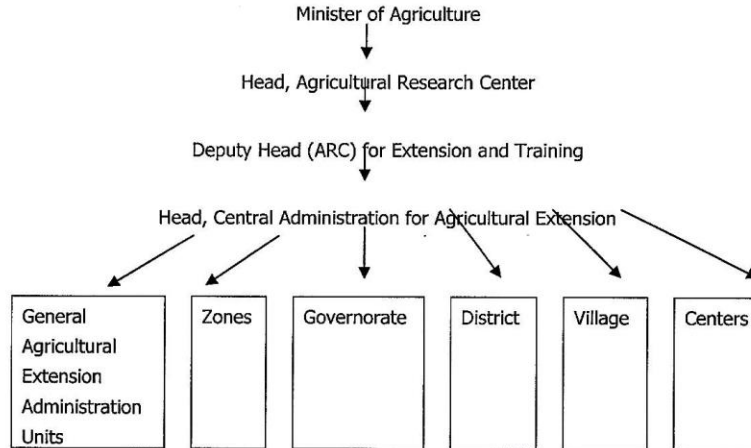 Minister of Agriculture
Head, Agricultural Research Center
Deputy Head (ARC) for Extension and Training
Head, Central Administration for Agricultural Extension
General
Agricultural
Extension
Administration
Units
Zones
Governorate
District
Village
Centers